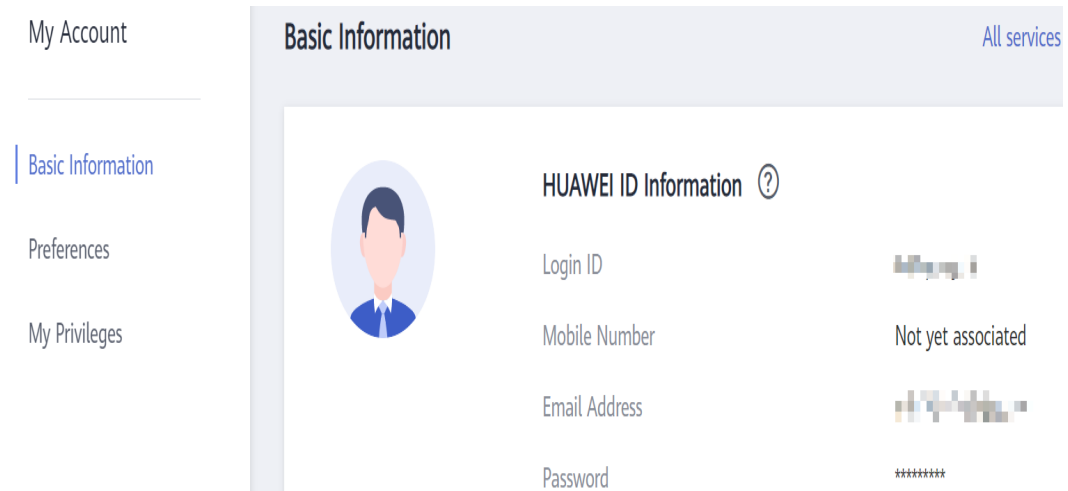 My Account
Basic Information
Preferences
My Privileges
Basic Information
All services
HUAWEI ID Information ?
Login ID
Mobile Number Not yet associated
Email Address
Password *********